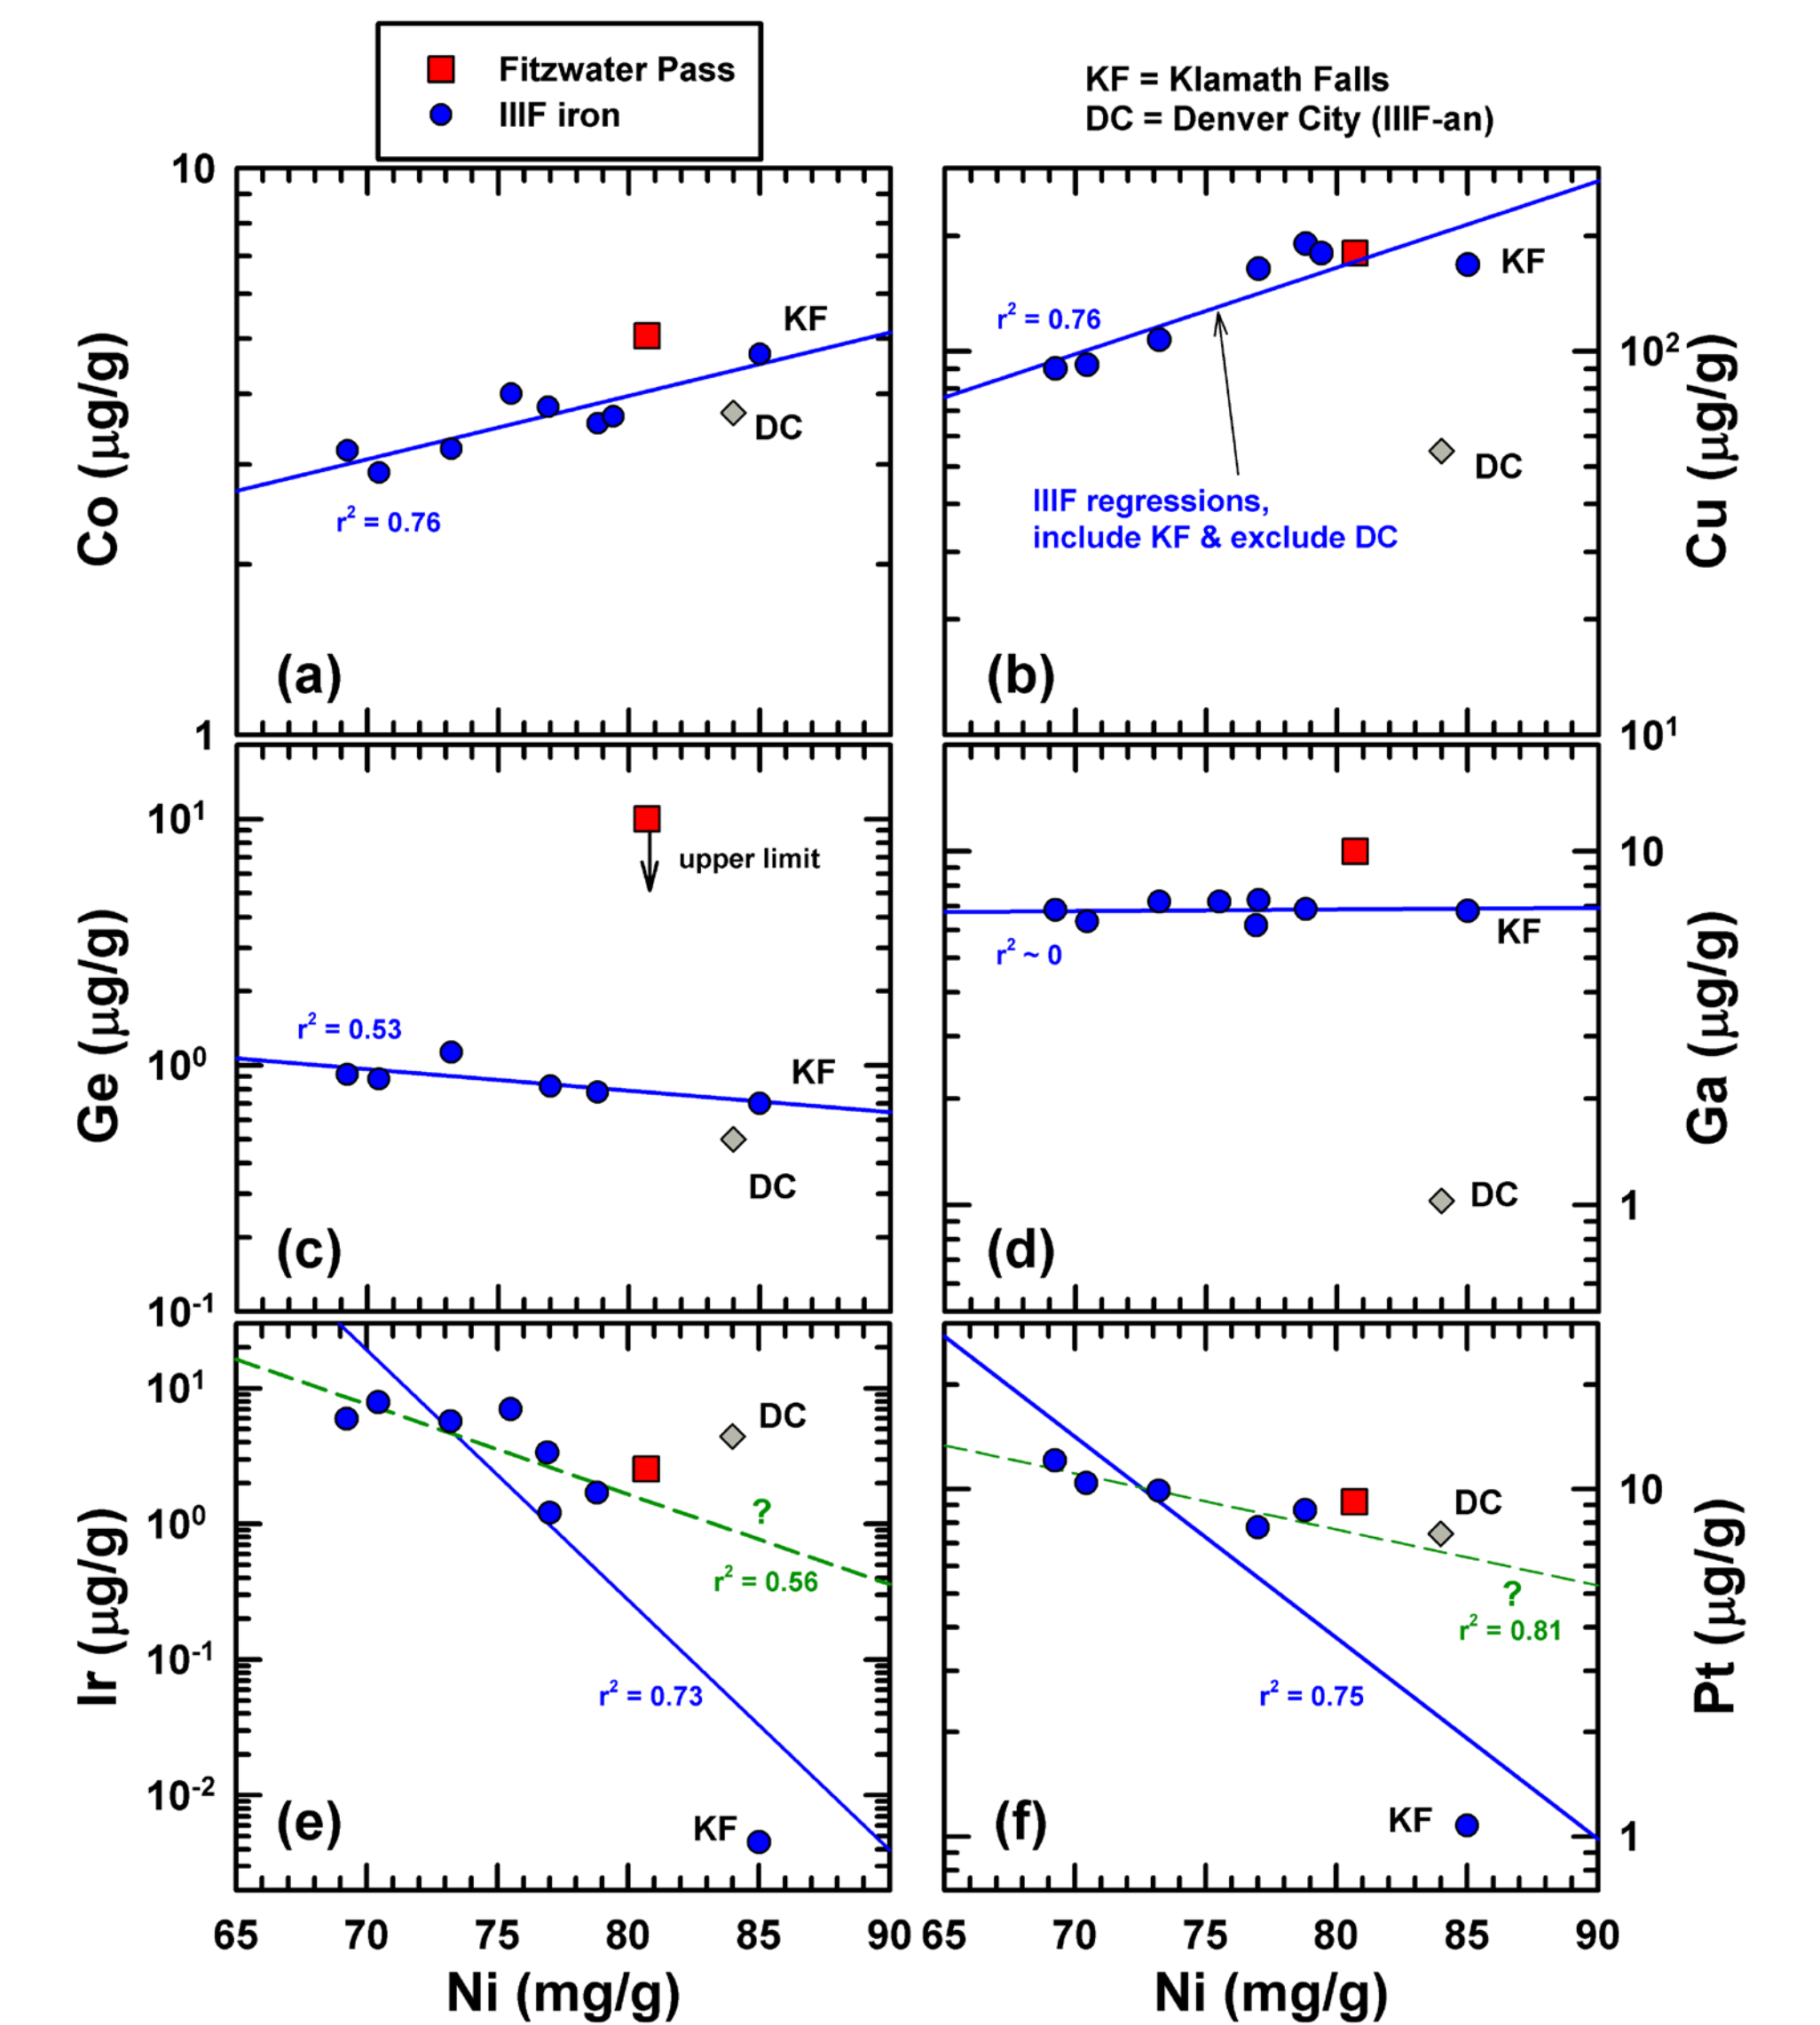 Fitzwater Pass
IIIF iron
KF = Klamath Falls
DC = Denver City (IIIF-an)
10
1
Co (µg/g)
KF
DC
r² = 0.76
(a)
r² = 0.76
KF
DC
IIIF regressions,
include KF & exclude DC
(b)
10²
10¹
Cu (µg/g)
10¹
10⁰
10⁻¹
Ge (µg/g)
upper limit
r² = 0.53
KF
DC
(c)
r² ~ 0
KF
DC
(d)
10
1
Ga (µg/g)
10¹
10⁰
10⁻¹
10⁻²
Ir (µg/g)
DC
?
r² = 0.56
r² = 0.73
KF
(e)
DC
?
r² = 0.81
r² = 0.75
KF
(f)
10
1
Pt (µg/g)
65 70 75 80 85 90
65 70 75 80 85 90
Ni (mg/g)
Ni (mg/g)